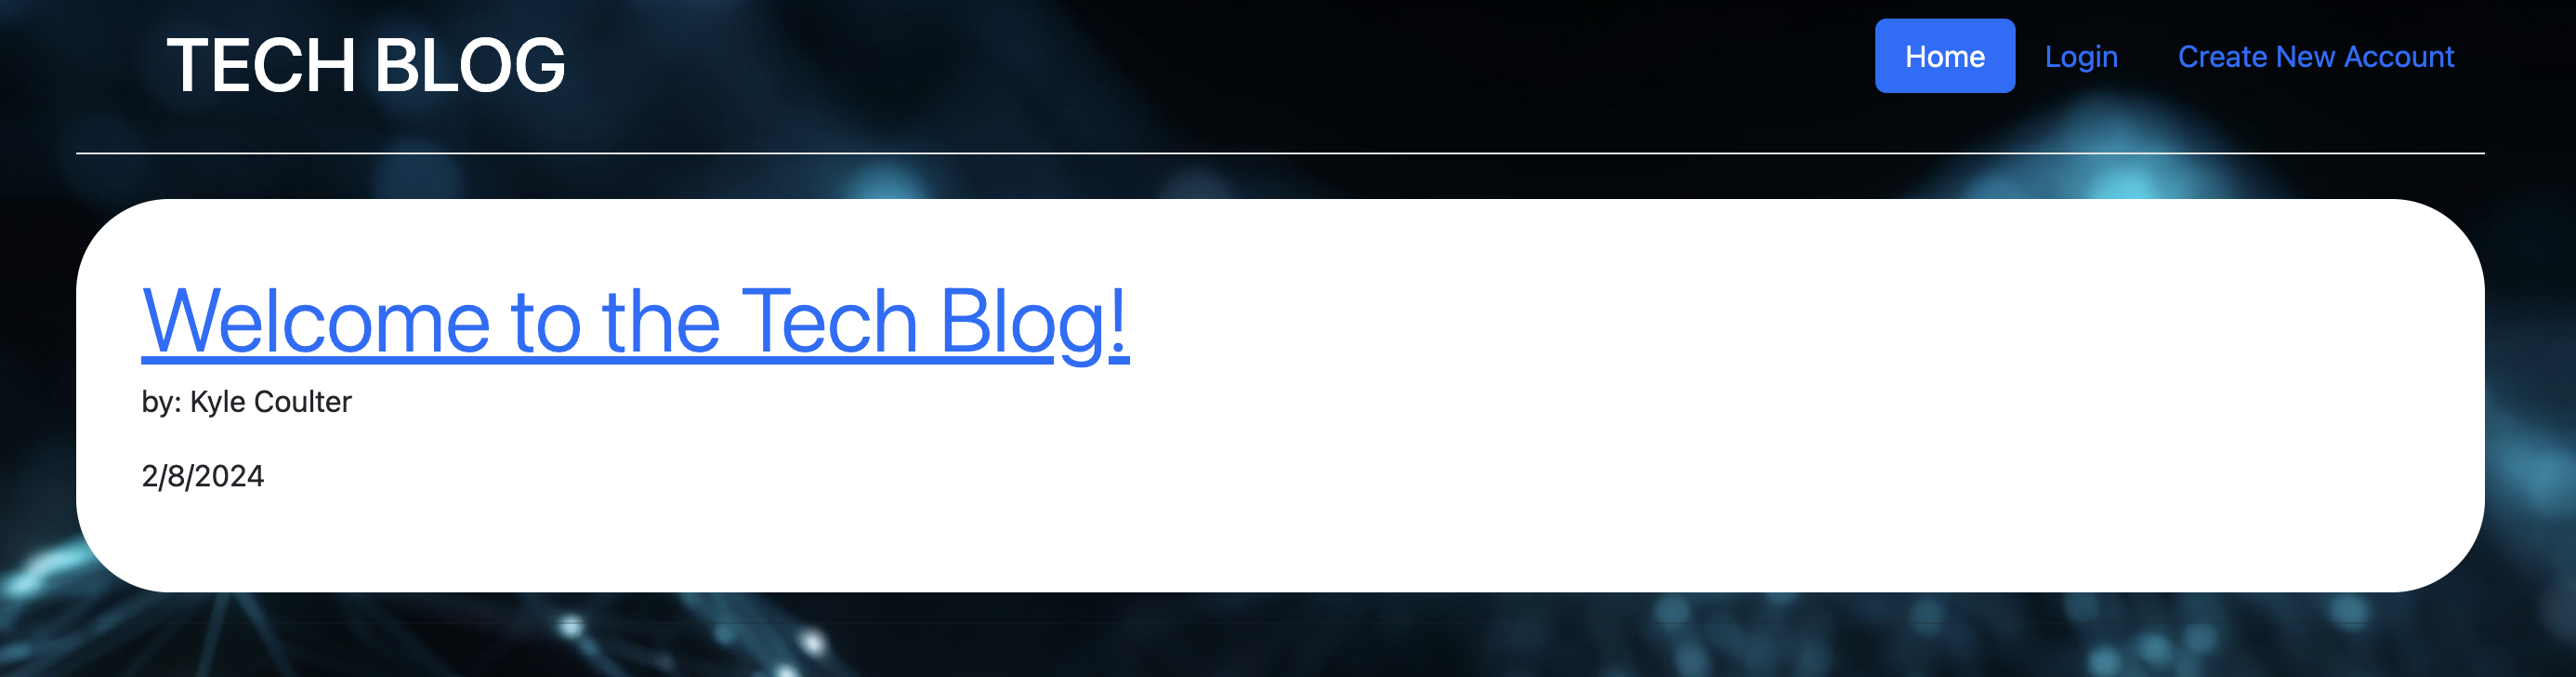 TECH BLOG
Home Login Create New Account
Welcome to the Tech Blog!
by: Kyle Coulter
2/8/2024